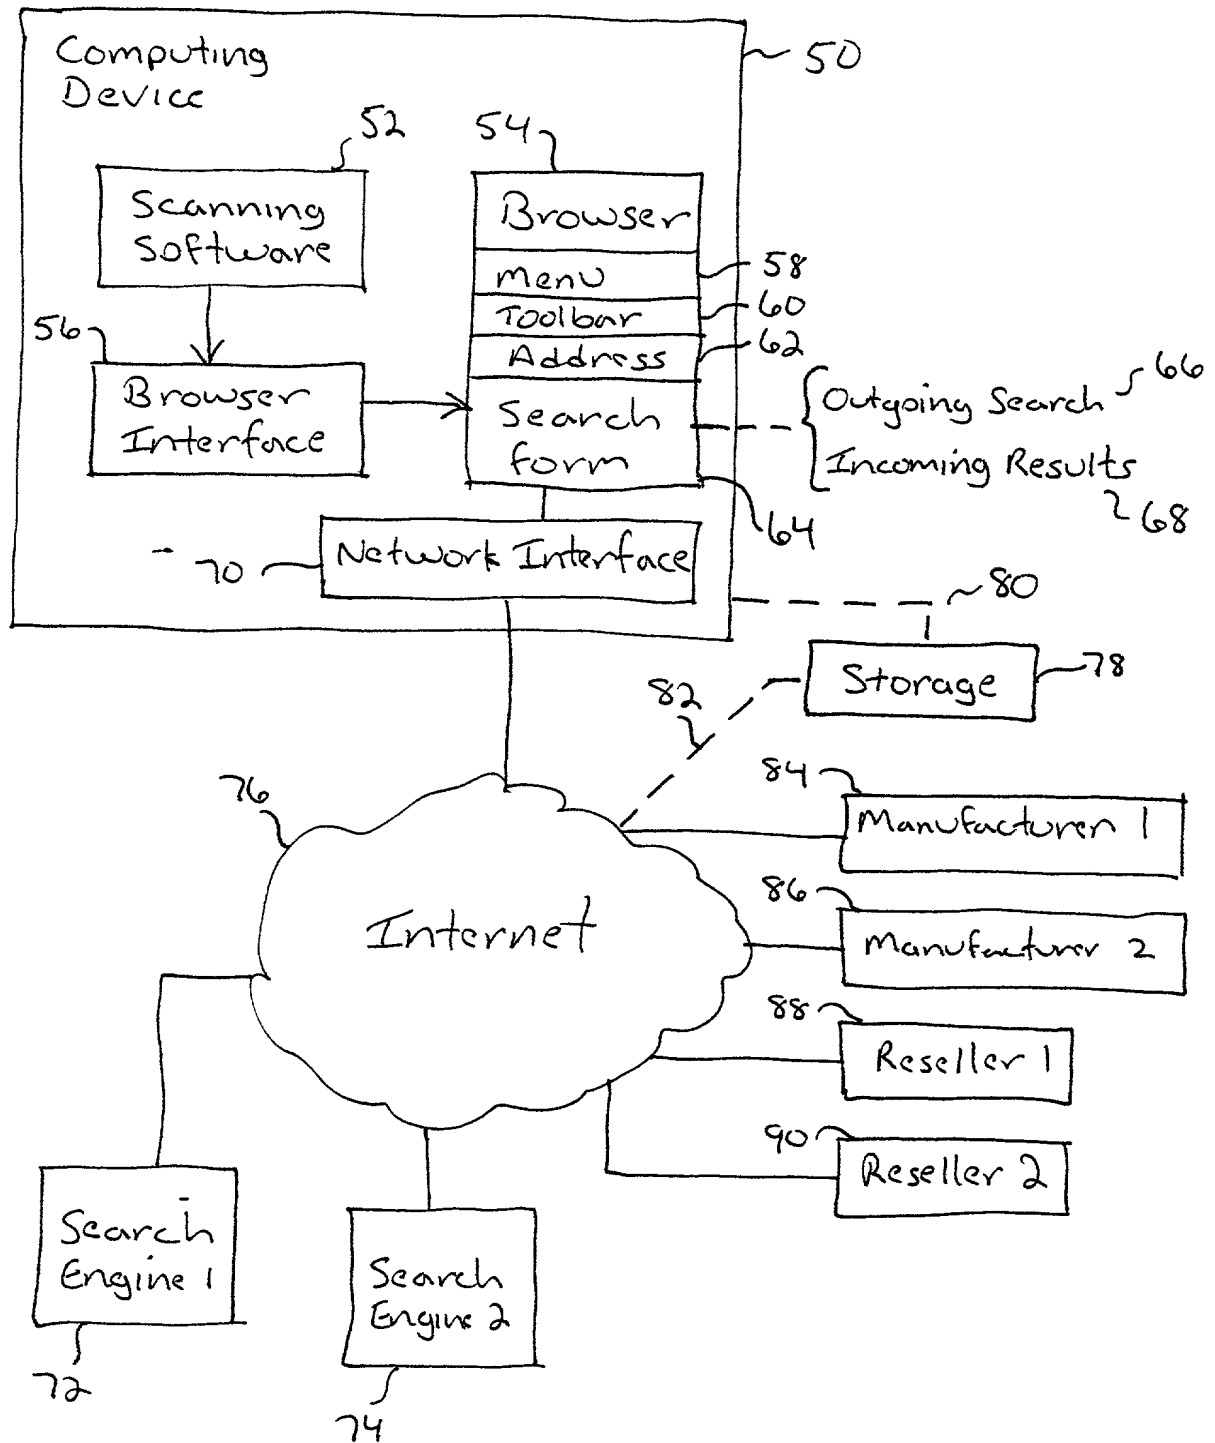 Computing
Device
50
52
54
Scanning
Software
Browser
Menu
58
Toolbar
60
Address
62
56
Browser
Interface
Search
form
64
Outgoing Search
66
Incoming Results
68
70
Network Interface
80
Storage
78
82
76
Internet
84
Manufacturer 1
86
Manufacturer 2
88
Reseller 1
90
Reseller 2
Search
Engine 1
72
Search
Engine 2
74